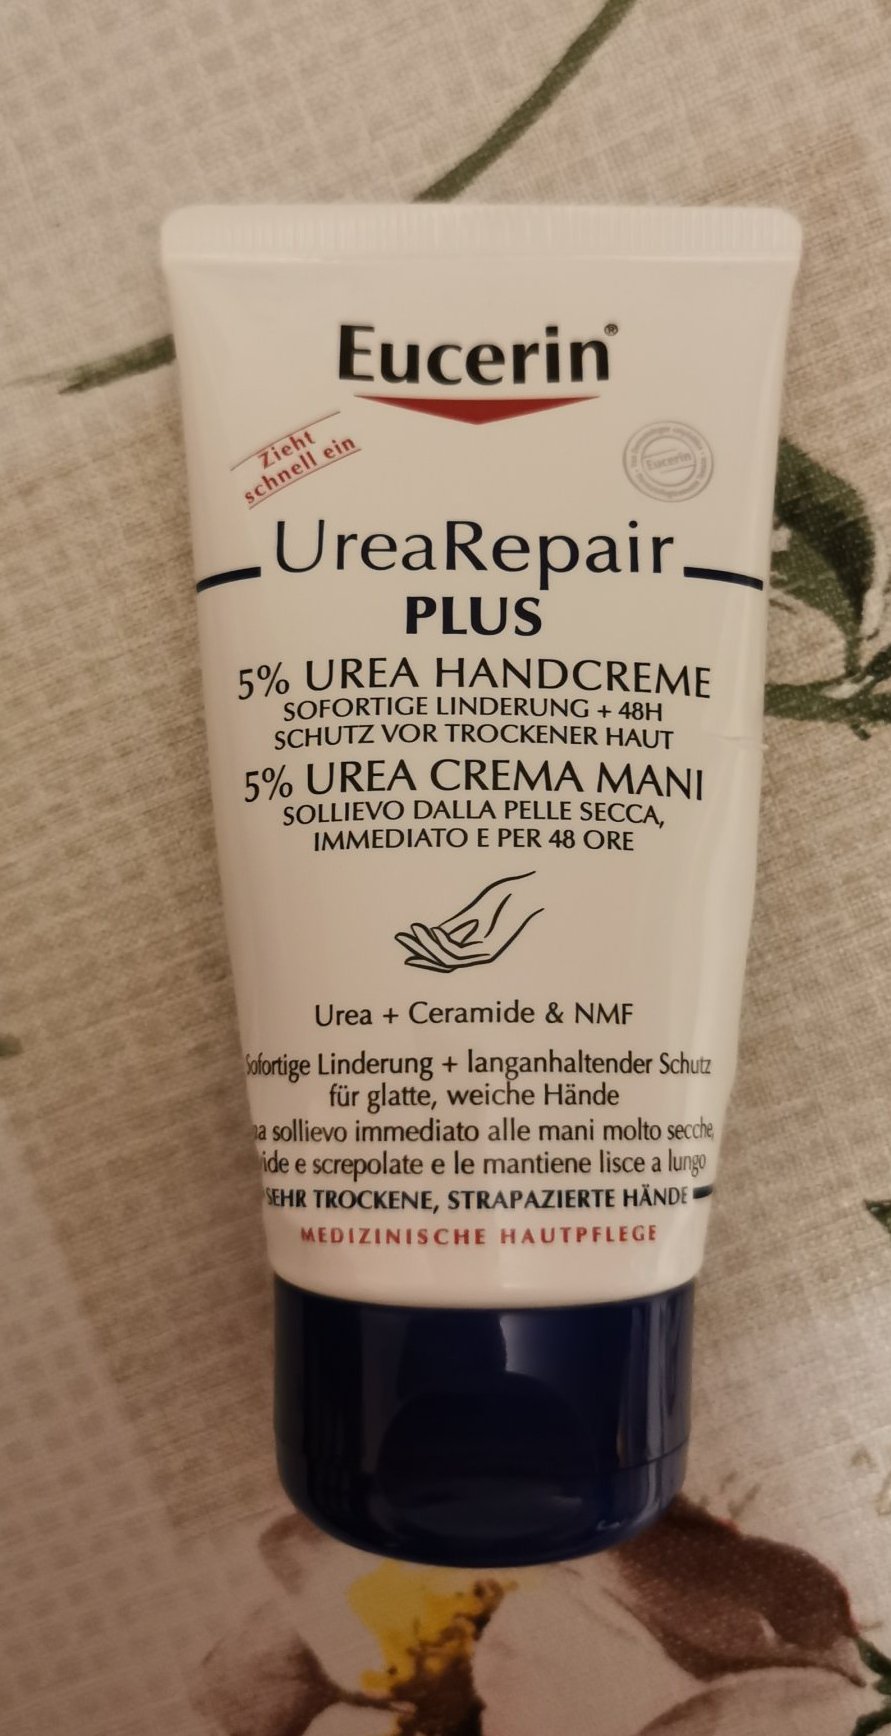 Eucerin®
Zieht
schnell ein
Eucerin
UreaRepair
PLUS
5% UREA HANDCREME
SOFORTIGE LINDERUNG + 48H
SCHUTZ VOR TROCKENER HAUT
5% UREA CREMA MANI
SOLLIEVO DALLA PELLE SECCA,
IMMEDIATO E PER 48 ORE
Urea + Ceramide & NMF
Sofortige Linderung + langanhaltender Schutz
für glatte, weiche Hände
sollievo immediato alle mani molto secche,
e screpolate e le mantiene lisce a lungo
SEHR TROCKENE, STRAPAZIERTE HÄNDE
MEDIZINISCHE HAUTPFLEGE